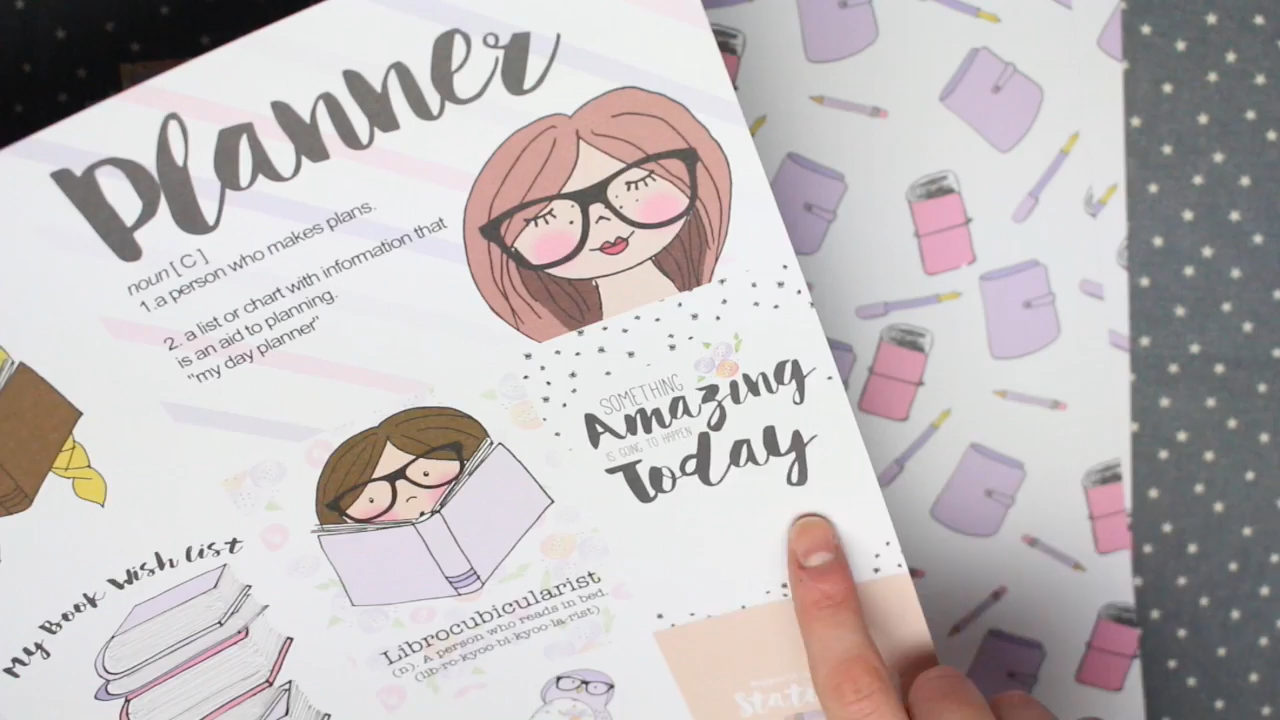 Planner
noun [ C ]
1.a person who makes plans.
2. a list or chart with information that
is an aid to planning.
"my day planner"
SOMETHING
Amazing
IS GOING TO HAPPEN
Today
My Book Wish list
Librocubicularist
(n). A person who reads in bed.
(lib-ro-kyoo-bi-kyoo-la-rist)